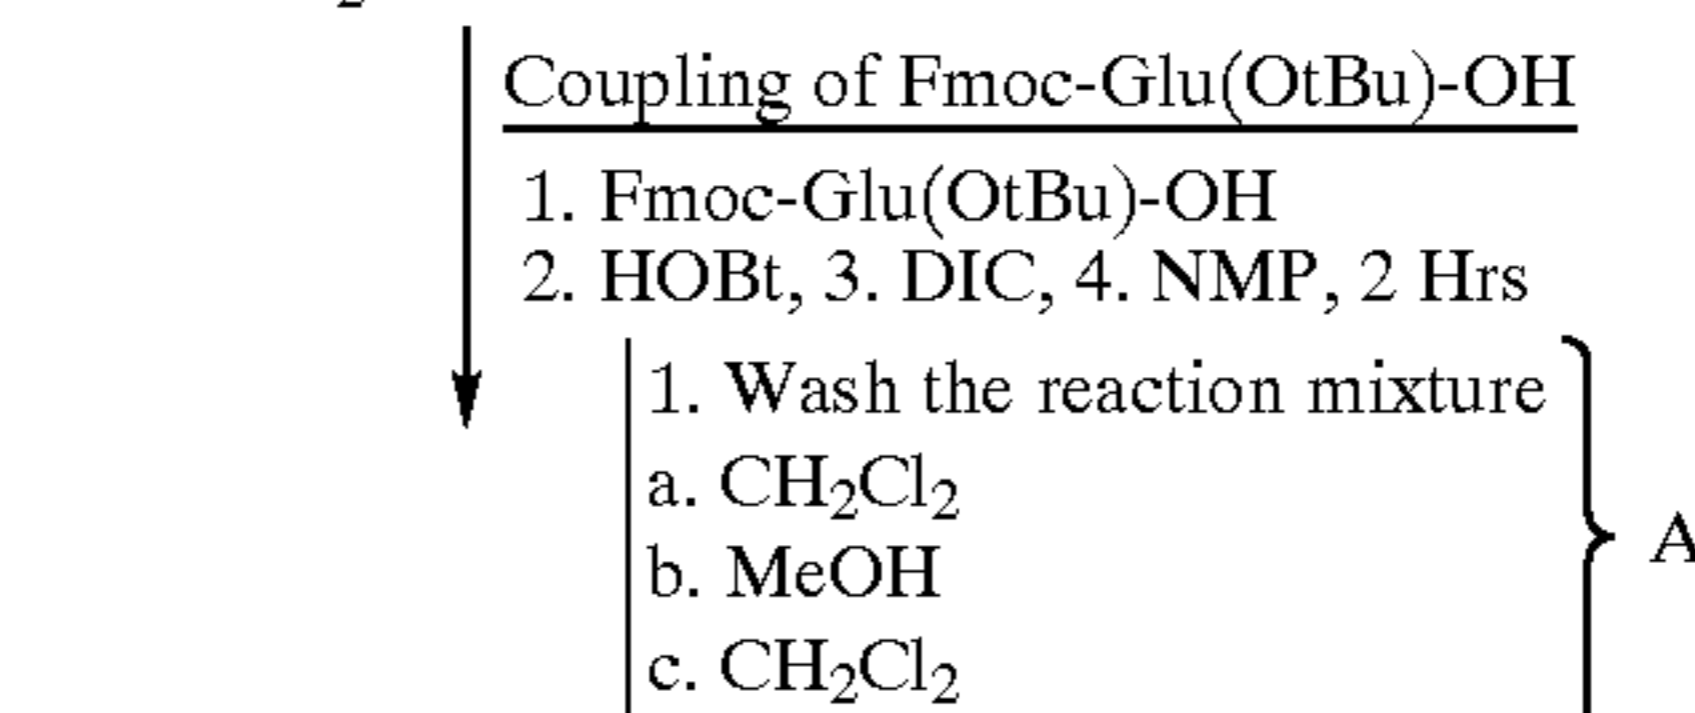 2
Coupling of Fmoc-Glu(OtBu)-OH
1. Fmoc-Glu(OtBu)-OH
2. HOBt, 3. DIC, 4. NMP, 2 Hrs
1. Wash the reaction mixture
a. CH₂Cl₂
b. MeOH
c. CH₂Cl₂
A